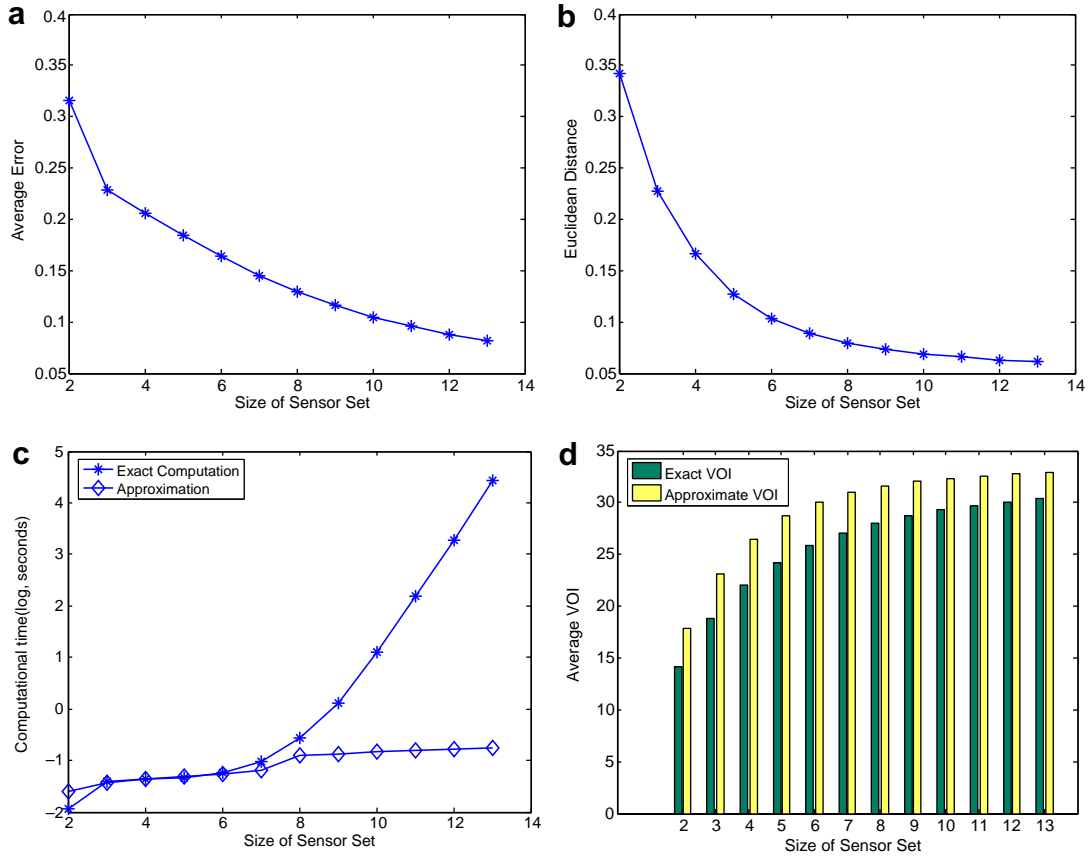 a
0.4
0.35
0.3
0.25
0.2
0.15
0.1
0.05
2 4 6 8 10 12 14
Average Error
Size of Sensor Set
b
0.4
0.35
0.3
0.25
0.2
0.15
0.1
0.05
2 4 6 8 10 12 14
Euclidean Distance
Size of Sensor Set
c
5
4
3
2
1
0
−1
−2
2 4 6 8 10 12 14
Computational time(log, seconds)
Size of Sensor Set
Exact Computation
Approximation
d
35
30
25
20
15
10
5
0
2 3 4 5 6 7 8 9 10 11 12 13
Average VOI
Size of Sensor Set
Exact VOI
Approximate VOI